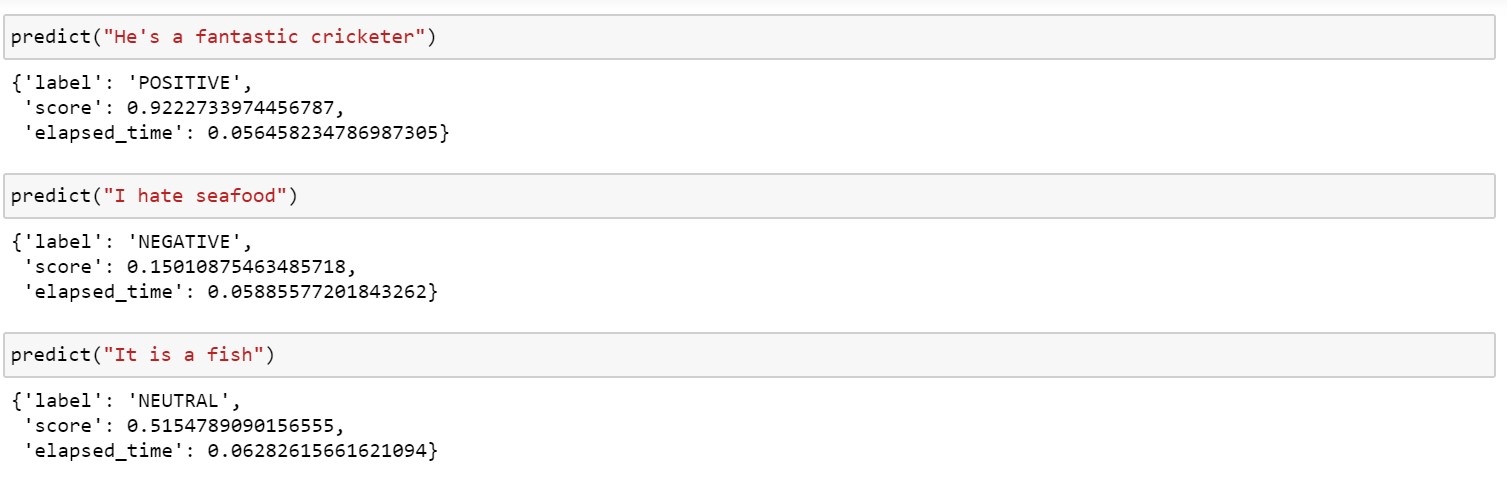 predict("He's a fantastic cricketer")
{'label': 'POSITIVE',
'score': 0.9222733974456787,
'elapsed_time': 0.056458234786987305}
predict("I hate seafood")
{'label': 'NEGATIVE',
'score': 0.15010875463485718,
'elapsed_time': 0.05885577201843262}
predict("It is a fish")
{'label': 'NEUTRAL',
'score': 0.5154789090156555,
'elapsed_time': 0.06282615661621094}